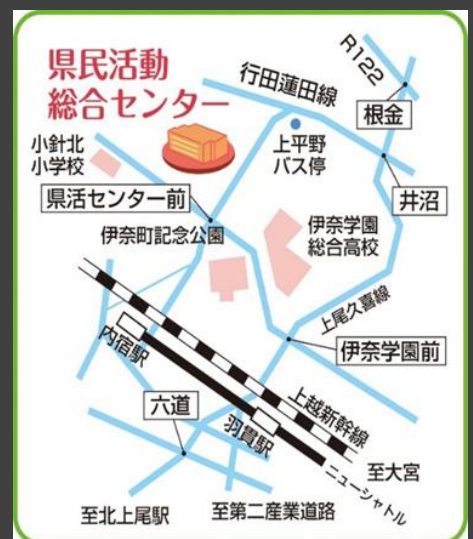 県民活動
総合センター
R122
行田蓮田線
根金
小針北
小学校
上平野
バス停
県活センター前
井沼
伊奈町記念公園
伊奈学園
総合高校
上尾久喜線
伊奈学園前
内宿駅
上越新幹線
六道
羽貫駅
至大宮
ニューシャトル
至北上尾駅
至第二産業道路